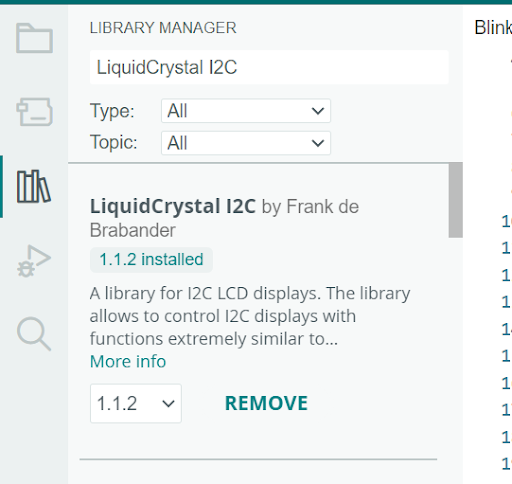 LIBRARY MANAGER
Blink
LiquidCrystal I2C
Type: All
Topic: All
LiquidCrystal I2C by Frank de
Brabander
1.1.2 installed
A library for I2C LCD displays. The library
allows to control I2C displays with
functions extremely similar to...
More info
1.1.2 REMOVE